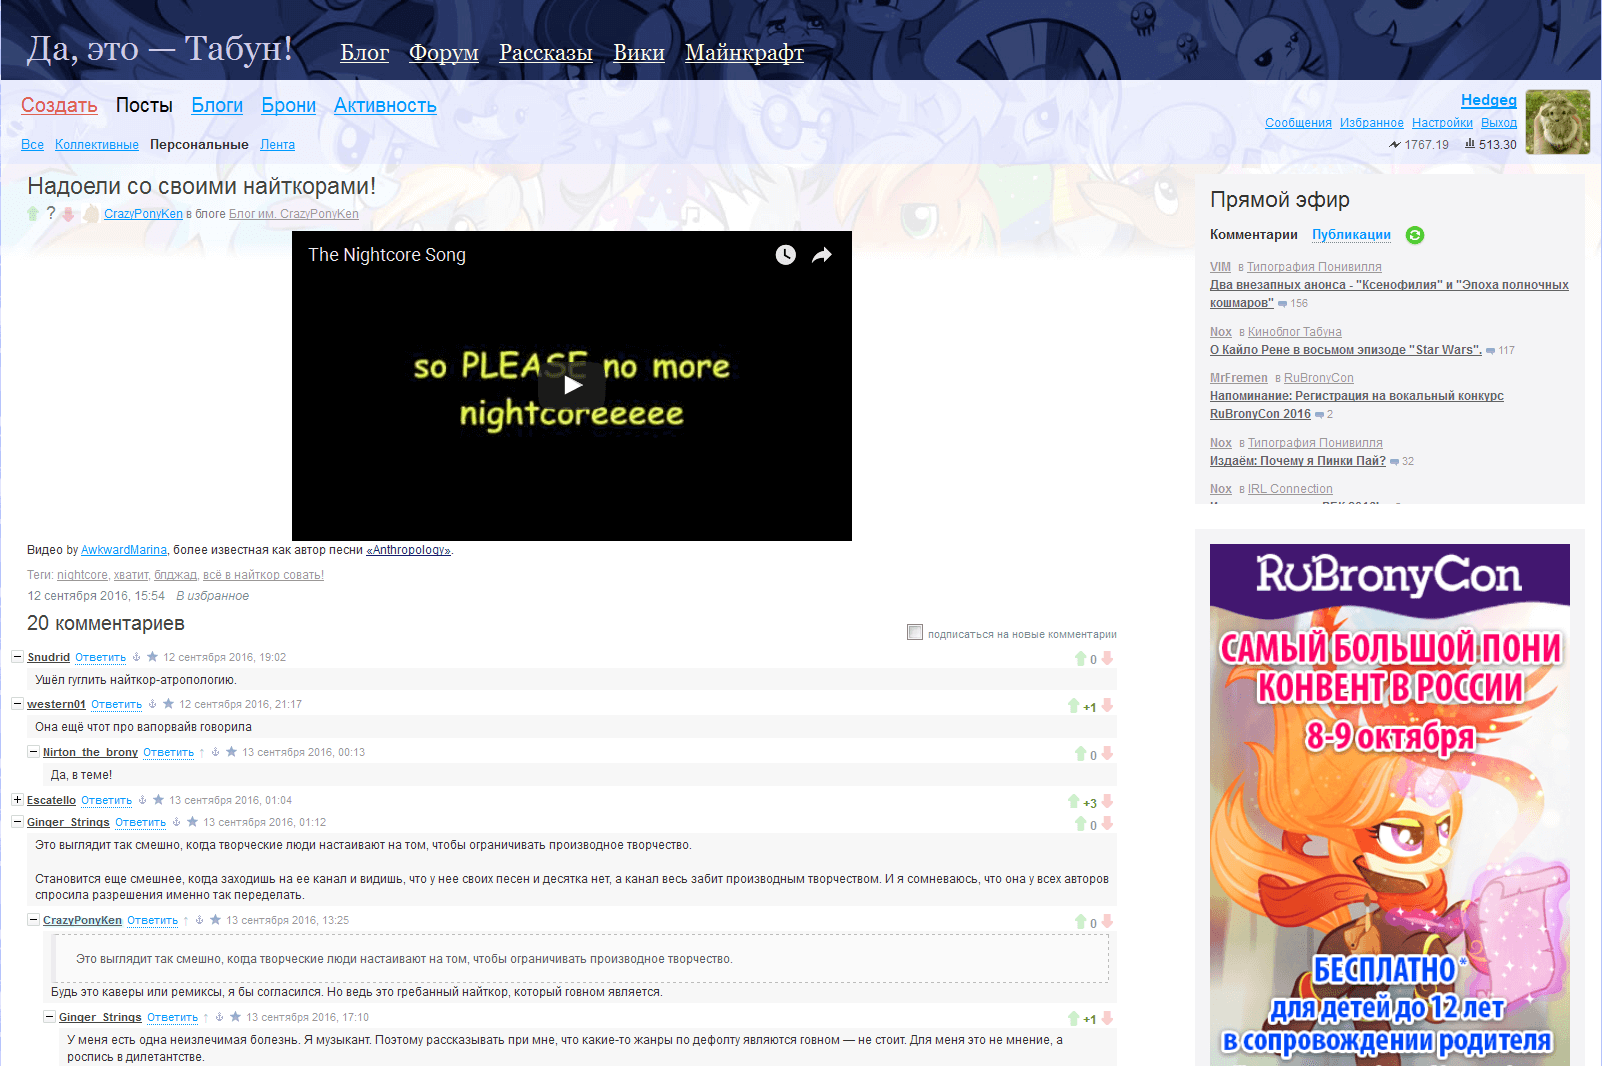 Да, это — Табун!
Блог Форум Рассказы Вики Майнкрафт
Создать Посты Блоги Брони Активность
Все Коллективные Персональные Лента
Hedgeg
Сообщения Избранное Настройки Выход
1767.19 513.30
Надоели со своими найткорами!
? CrazyPonyKen в блоге Блог им. CrazyPonyKen
The Nightcore Song
so PLEASE no more
nightcoreeeee
Видео by AwkwardMarina, более известная как автор песни «Anthropology».
Теги: nightcore, хватит, блджад, всё в найткор совать!
12 сентября 2016, 15:54 В избранное
20 комментариев
подписаться на новые комментарии
Snudrid Ответить 12 сентября 2016, 19:02 0
Ушёл гуглить найткор-атропологию.
western01 Ответить 12 сентября 2016, 21:17 +1
Она ещё чтот про вапорвайв говорила
Nirton_the_brony Ответить ↑ 13 сентября 2016, 00:13 0
Да, в теме!
Escatello Ответить 13 сентября 2016, 01:04 +3
Ginger_Strings Ответить 13 сентября 2016, 01:12 0
Это выглядит так смешно, когда творческие люди настаивают на том, чтобы ограничивать производное творчество.
Становится еще смешнее, когда заходишь на ее канал и видишь, что у нее своих песен и десятка нет, а канал весь забит производным творчеством. И я сомневаюсь, что она у всех авторов
спросила разрешения именно так переделать.
CrazyPonyKen Ответить ↑ 13 сентября 2016, 13:25 0
Это выглядит так смешно, когда творческие люди настаивают на том, чтобы ограничивать производное творчество.
Будь это каверы или ремиксы, я бы согласился. Но ведь это гребанный найткор, который говном является.
Ginger_Strings Ответить ↑ 13 сентября 2016, 17:10 +1
У меня есть одна неизлечимая болезнь. Я музыкант. Поэтому рассказывать при мне, что какие-то жанры по дефолту являются говном — не стоит. Для меня это не мнение, а
роспись в дилетантстве.
Прямой эфир
Комментарии Публикации
VIM в Типография Понивилля
Два внезапных анонса - "Ксенофилия" и "Эпоха полночных
кошмаров" 156
Nox в Киноблог Табуна
О Кайло Рене в восьмом эпизоде "Star Wars". 117
MrFremen в RuBronyCon
Напоминание: Регистрация на вокальный конкурс
RuBronyCon 2016 2
Nox в Типография Понивилля
Издаём: Почему я Пинки Пай? 32
Nox в IRL Connection
RuBronyCon
САМЫЙ БОЛЬШОЙ ПОНИ
КОНВЕНТ В РОССИИ
8-9 октября
БЕСПЛАТНО*
для детей до 12 лет
в сопровождении родителя